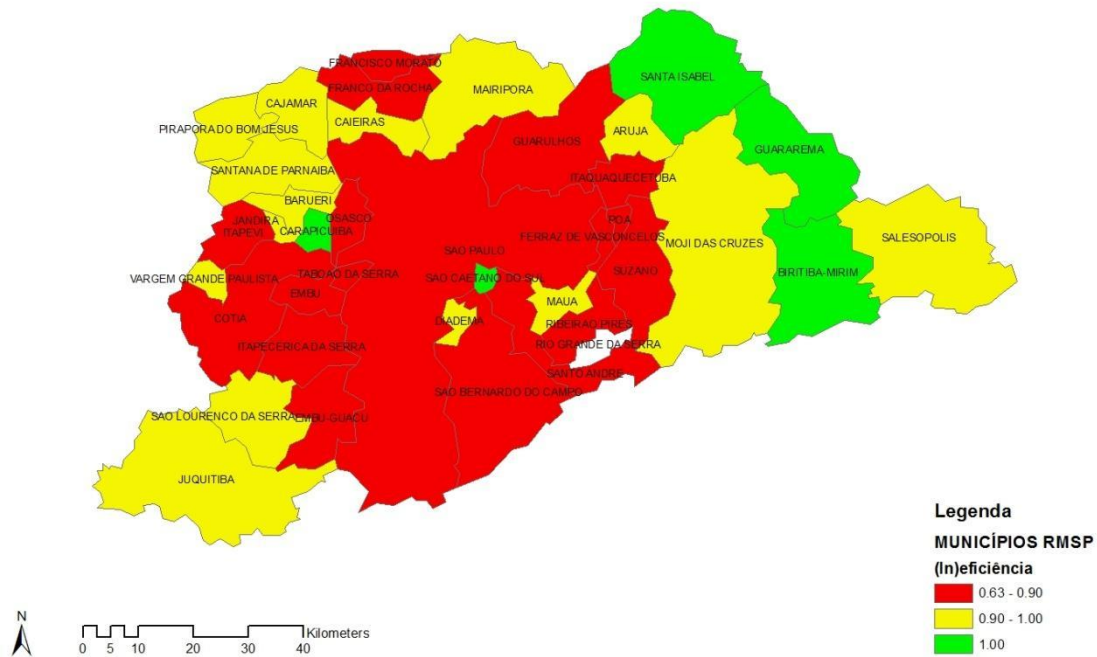 FRANCISCO MORATO
SANTA ISABEL
FRANCO DA ROCHA
MAIRIPORA
CAJAMAR
CAIEIRAS
PIRAPORA DO BOM JESUS
ARUJA
GUARULHOS
GUARAREMA
SANTANA DE PARNAIBA
ITAQUAQUECETUBA
BARUERI
JANDIRA
OSASCO
POA
CARAPICUIBA
ITAPEVI
FERRAZ DE VASCONCELOS
SALESOPOLIS
MOJI DAS CRUZES
SAO PAULO
SUZANO
BIRITIBA-MIRIM
TABOAO DA SERRA
VARGEM GRANDE PAULISTA
SAO CAETANO DO SUL
EMBU
MAUA
COTIA
DIADEMA
RIBEIRAO PIRES
ITAPECERICA DA SERRA
RIO GRANDE DA SERRA
SANTO ANDRE
SAO BERNARDO DO CAMPO
SAO LOURENCO DA SERRA
EMBU-GUACU
JUQUITIBA
Legenda
MUNICÍPIOS RMSP
(In)eficiência
0.63 - 0.90
0.90 - 1.00
1.00
N
Kilometers
0 5 10 20 30 40